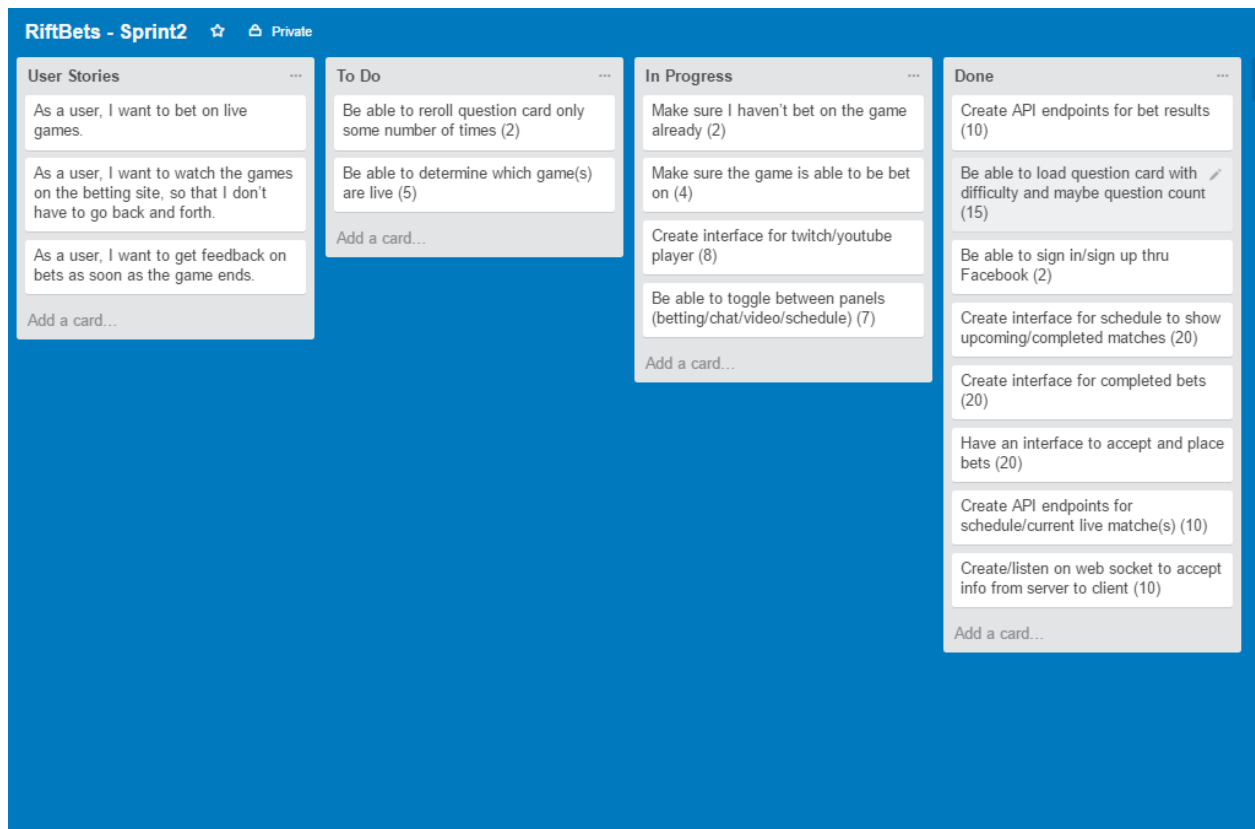 RiftBets - Sprint2
Private
User Stories
As a user, I want to bet on live
games.
As a user, I want to watch the games
on the betting site, so that I don't
have to go back and forth.
As a user, I want to get feedback on
bets as soon as the game ends.
Add a card...
To Do
Be able to reroll question card only
some number of times (2)
Be able to determine which game(s)
are live (5)
Add a card...
In Progress
Make sure I haven't bet on the game
already (2)
Make sure the game is able to be bet
on (4)
Create interface for twitch/youtube
player (8)
Be able to toggle between panels
(betting/chat/video/schedule) (7)
Add a card...
Done
Create API endpoints for bet results
(10)
Be able to load question card with
difficulty and maybe question count
(15)
Be able to sign in/sign up thru
Facebook (2)
Create interface for schedule to show
upcoming/completed matches (20)
Create interface for completed bets
(20)
Have an interface to accept and place
bets (20)
Create API endpoints for
schedule/current live matche(s) (10)
Create/listen on web socket to accept
info from server to client (10)
Add a card...